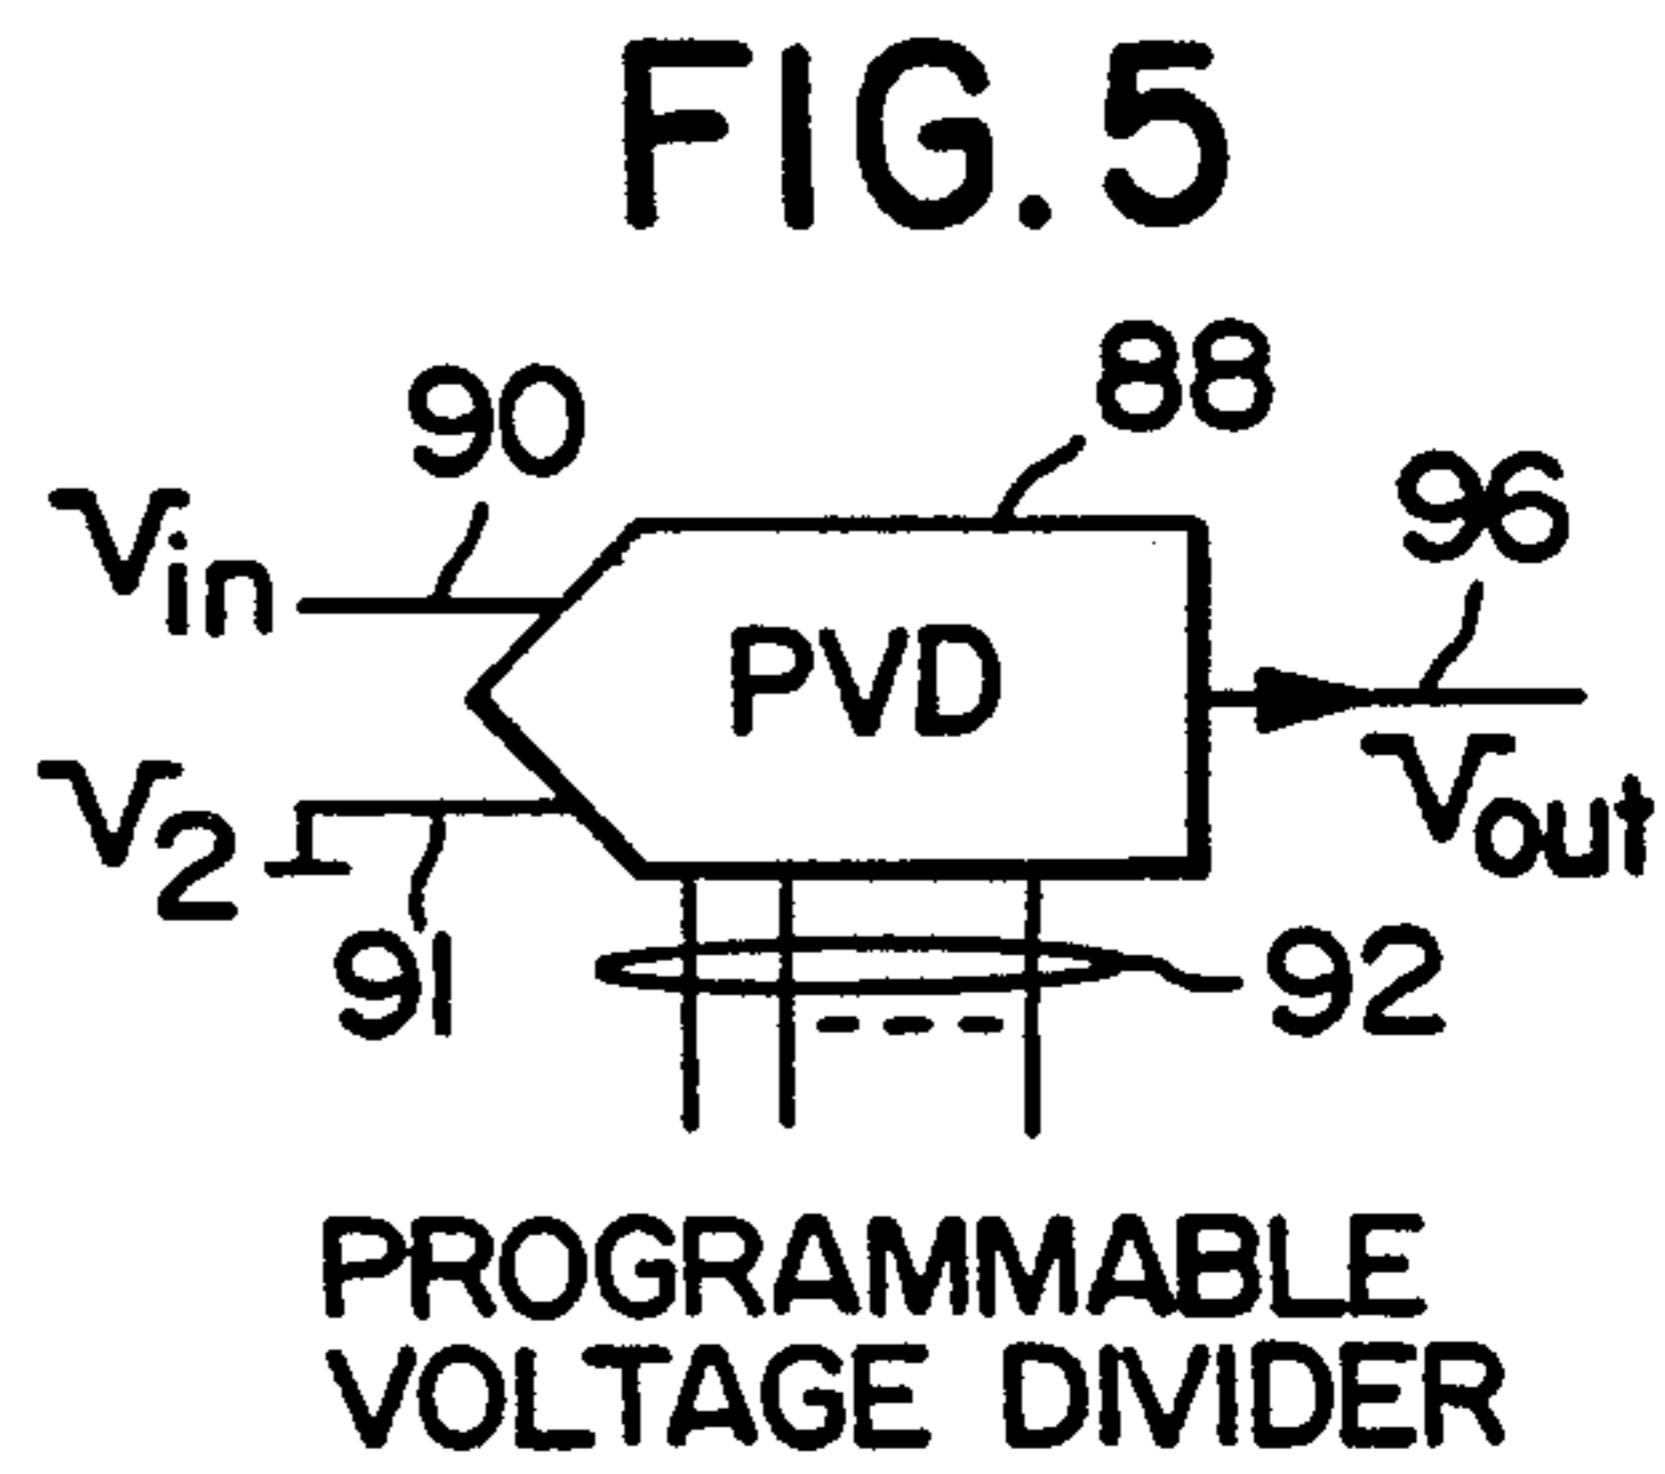 FIG. 5
88
90
96
Vin
PVD
V2
Vout
91
92
PROGRAMMABLE
VOLTAGE DIVIDER